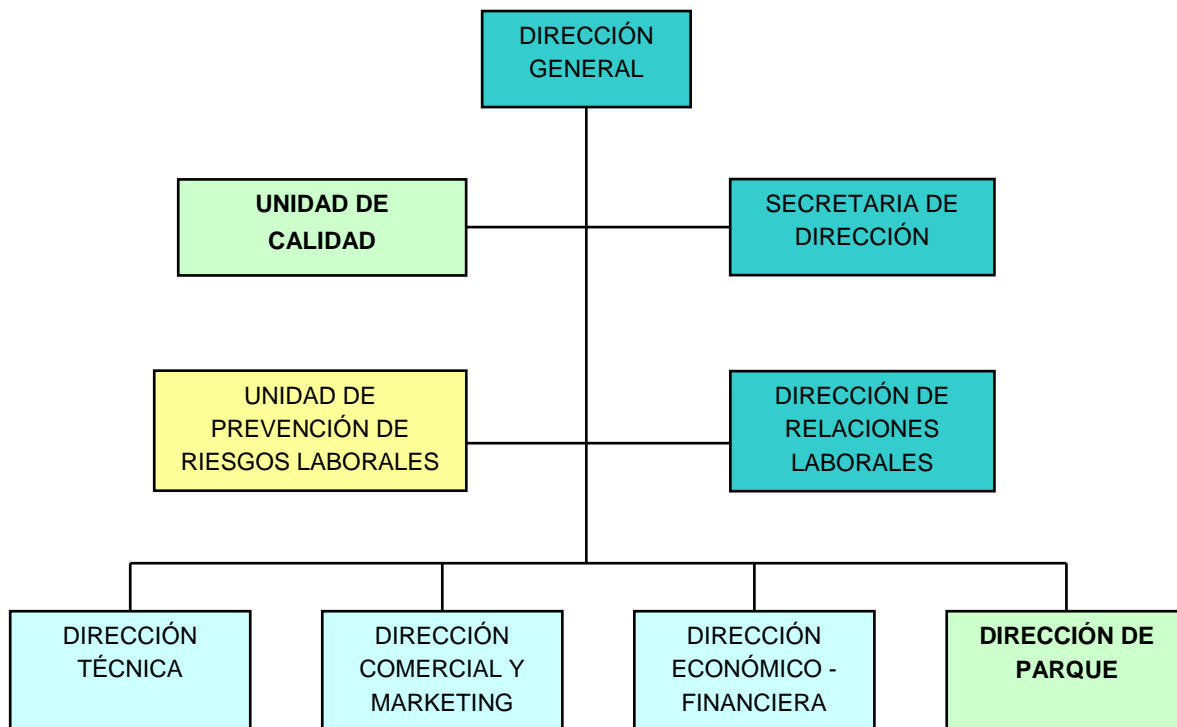 DIRECCIÓN
GENERAL
UNIDAD DE
CALIDAD
SECRETARIA DE
DIRECCIÓN
UNIDAD DE
PREVENCIÓN DE
RIESGOS LABORALES
DIRECCIÓN DE
RELACIONES
LABORALES
DIRECCIÓN
TÉCNICA
DIRECCIÓN
COMERCIAL Y
MARKETING
DIRECCIÓN
ECONÓMICO -
FINANCIERA
DIRECCIÓN DE
PARQUE